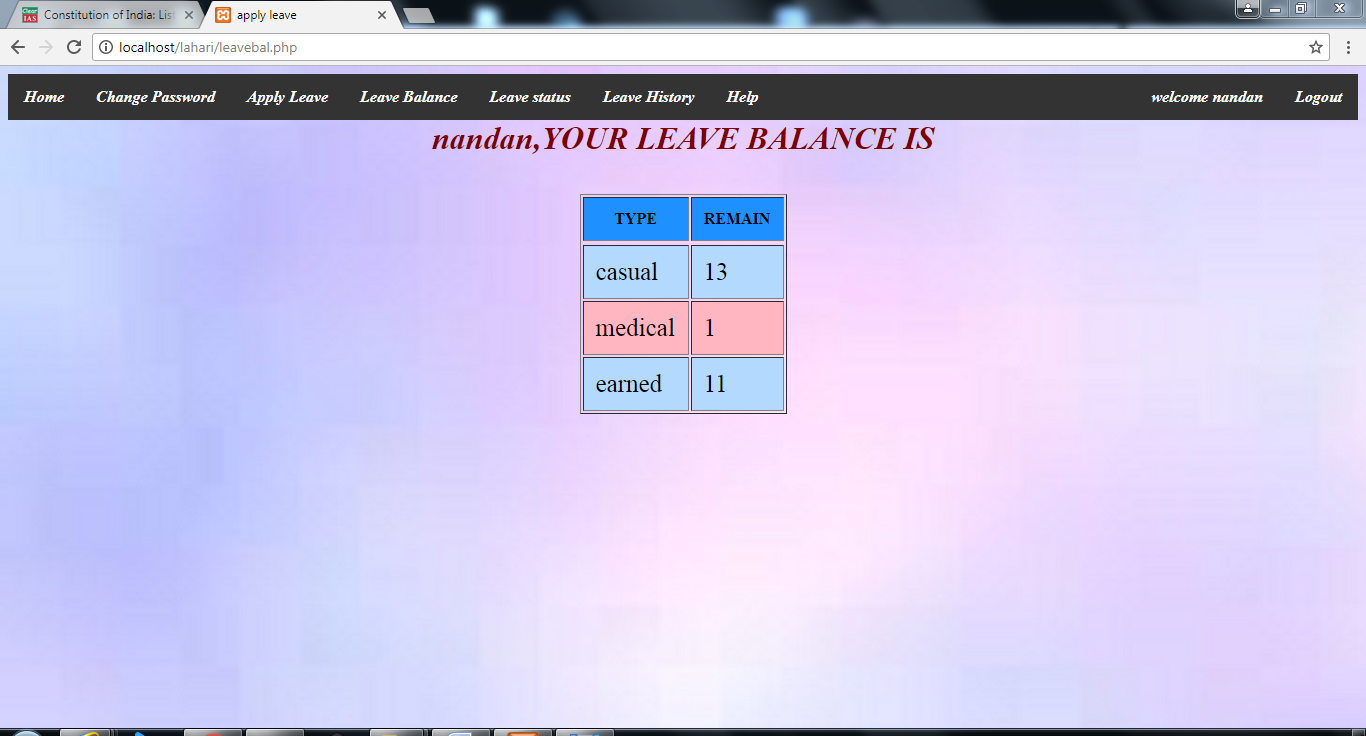 Clear IAS Constitution of India: List
apply leave
localhost/lahari/leavebal.php
Home Change Password Apply Leave Leave Balance Leave status Leave History Help welcome nandan Logout
nandan,YOUR LEAVE BALANCE IS
TYPE REMAIN
casual 13
medical 1
earned 11